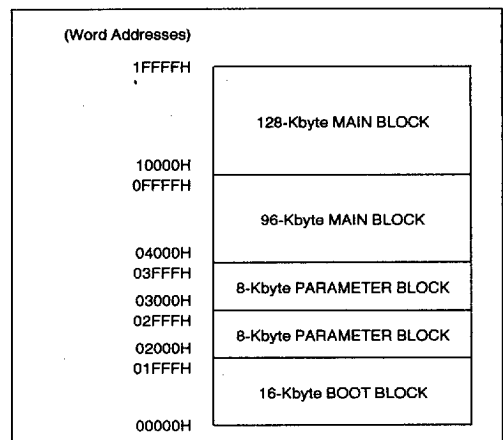 (Word Addresses)
1FFFFH
128-Kbyte MAIN BLOCK
10000H
0FFFFH
96-Kbyte MAIN BLOCK
04000H
03FFFH
8-Kbyte PARAMETER BLOCK
03000H
02FFFH
8-Kbyte PARAMETER BLOCK
02000H
01FFFH
16-Kbyte BOOT BLOCK
00000H